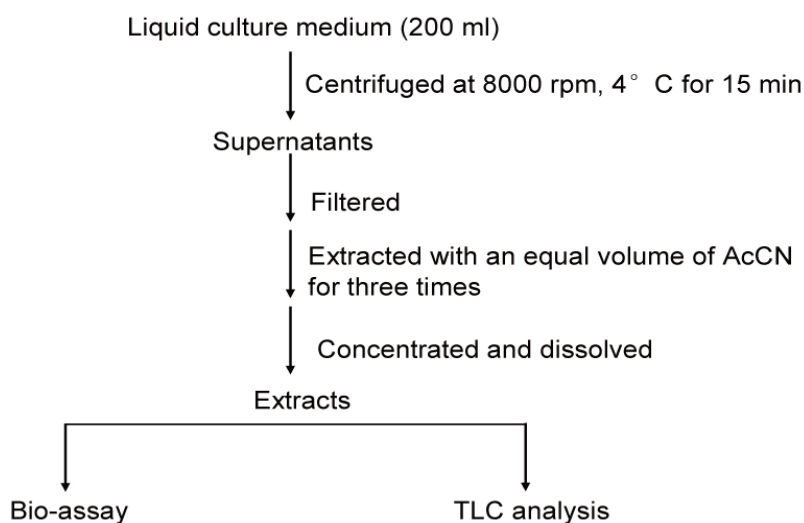 Liquid culture medium (200 ml)
Centrifuged at 8000 rpm, 4° C for 15 min
Supernatants
Filtered
Extracted with an equal volume of AcCN
for three times
Concentrated and dissolved
Extracts
Bio-assay
TLC analysis